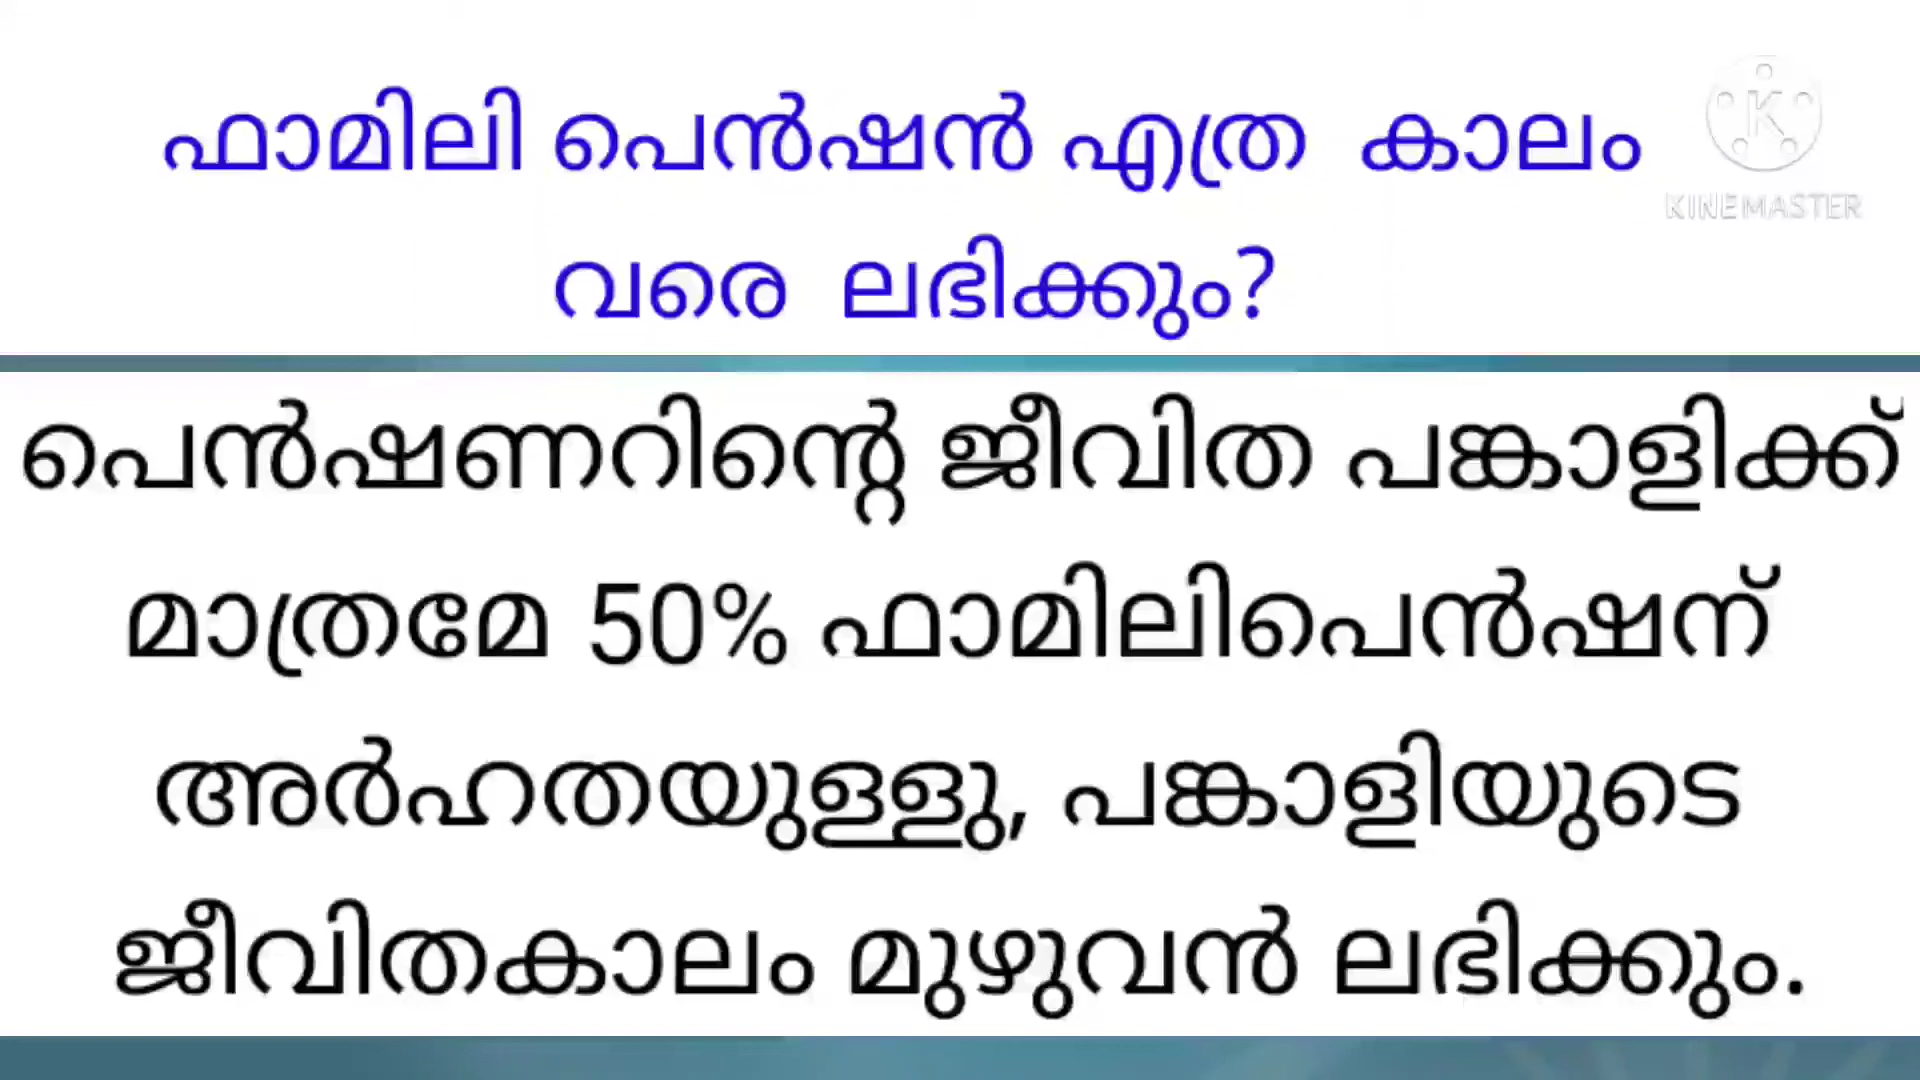 ഫാമിലി പെൻഷൻ എത്ര കാലം
വരെ ലഭിക്കും?
KINEMASTER
പെൻഷണറിന്റെ ജീവിത പങ്കാളിക്ക്
മാത്രമേ 50% ഫാമിലിപെൻഷന്
അർഹതയുള്ളു, പങ്കാളിയുടെ
ജീവിതകാലം മുഴുവൻ ലഭിക്കും.